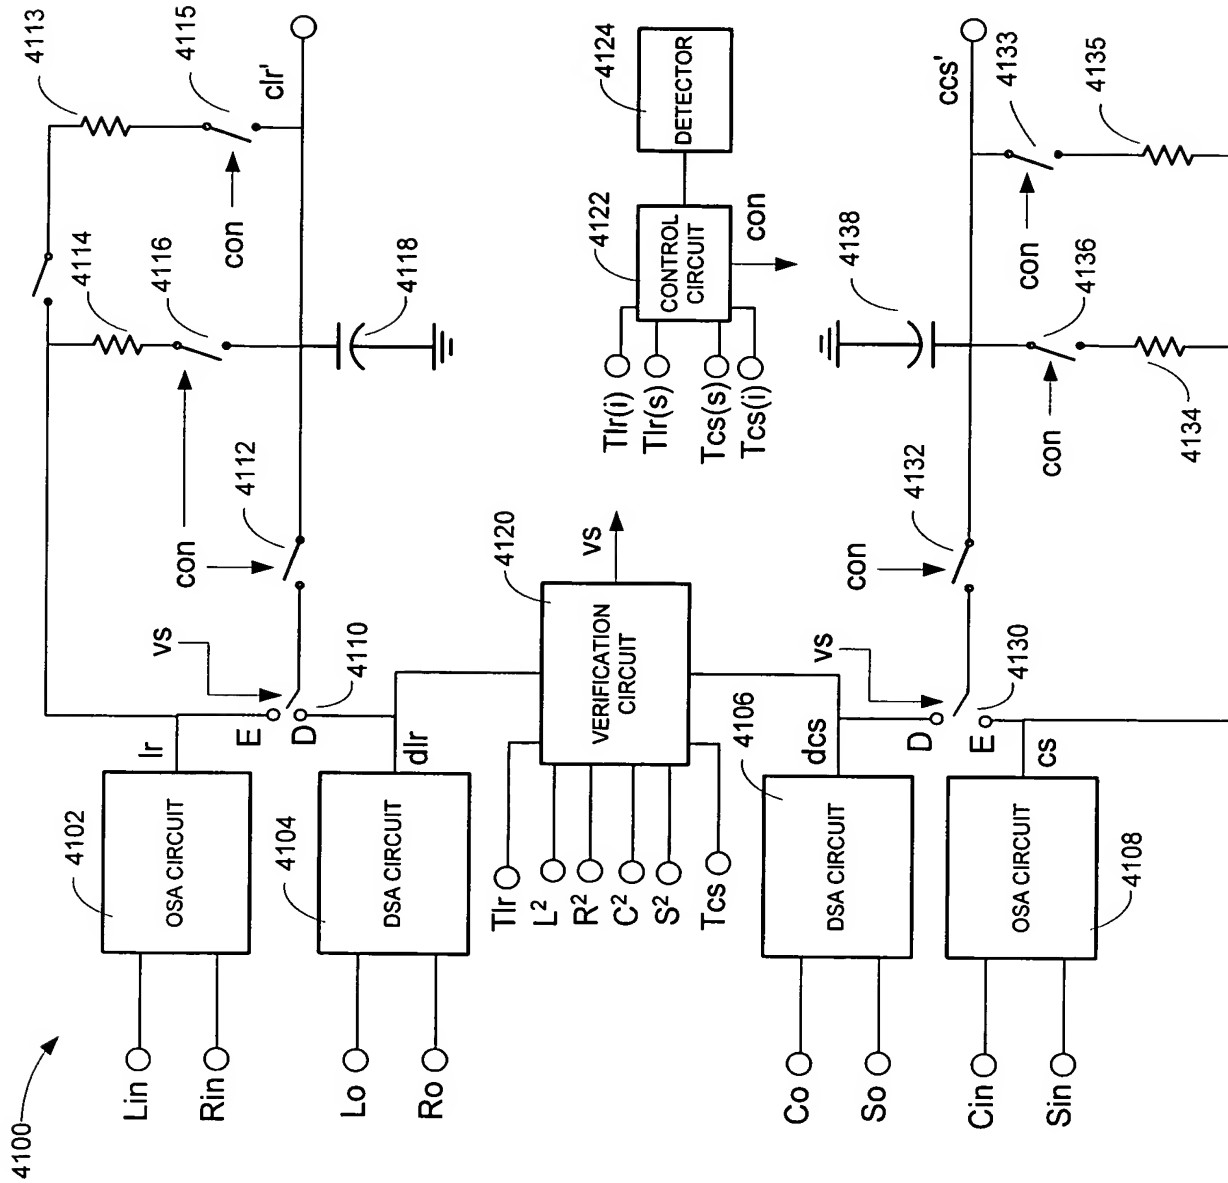 4100
Lin
Rin
4102
OSA CIRCUIT
lr
Lo
Ro
4104
DSA CIRCUIT
dlr
E
D
4110
vs
con
4112
4114
4116
4113
4115
con
clr'
4118
Tlr
L²
R²
C²
S²
Tcs
4120
VERIFICATION CIRCUIT
vs
Tlr(i)
Tlr(s)
Tcs(s)
Tcs(i)
4122
CONTROL CIRCUIT
con
4124
DETECTOR
Co
So
4106
DSA CIRCUIT
dcs
Cin
Sin
4108
OSA CIRCUIT
cs
D
E
4130
vs
con
4132
4138
ccs'
con
4136
4134
con
4133
4135